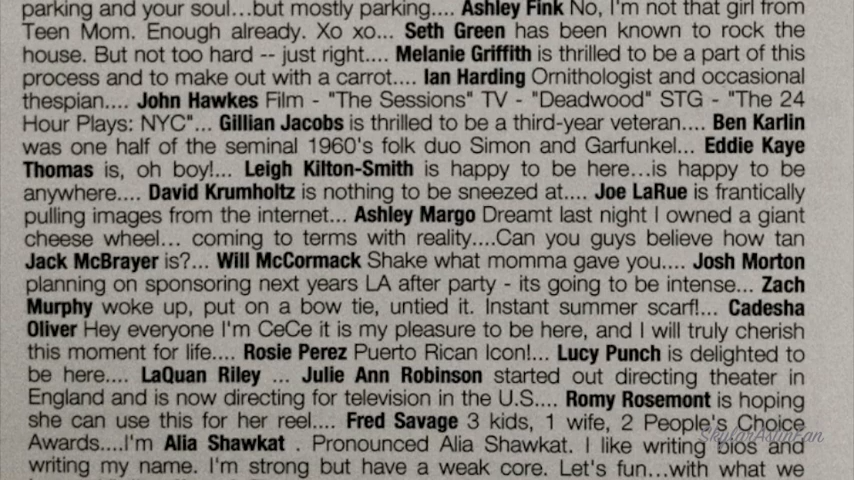 parking and your soul...but mostly parking.... Ashley Fink No, I'm not that girl from
Teen Mom. Enough already. Xo xo... Seth Green has been known to rock the
house. But not too hard -- just right.... Melanie Griffith is thrilled to be a part of this
process and to make out with a carrot.... Ian Harding Ornithologist and occasional
thespian.... John Hawkes Film - "The Sessions" TV - "Deadwood" STG - "The 24
Hour Plays: NYC"... Gillian Jacobs is thrilled to be a third-year veteran.... Ben Karlin
was one half of the seminal 1960's folk duo Simon and Garfunkel... Eddie Kaye
Thomas is, oh boy!... Leigh Kilton-Smith is happy to be here...is happy to be
anywhere.... David Krumholtz is nothing to be sneezed at.... Joe LaRue is frantically
pulling images from the internet... Ashley Margo Dreamt last night I owned a giant
cheese wheel... coming to terms with reality....Can you guys believe how tan
Jack McBrayer is?... Will McCormack Shake what momma gave you.... Josh Morton
planning on sponsoring next years LA after party - its going to be intense... Zach
Murphy woke up, put on a bow tie, untied it. Instant summer scarf!... Cadesha
Oliver Hey everyone I'm CeCe it is my pleasure to be here, and I will truly cherish
this moment for life.... Rosie Perez Puerto Rican Icon!... Lucy Punch is delighted to
be here.... LaQuan Riley ... Julie Ann Robinson started out directing theater in
England and is now directing for television in the U.S.... Romy Rosemont is hoping
she can use this for her reel.... Fred Savage 3 kids, 1 wife, 2 People's Choice
Awards....I'm Alia Shawkat . Pronounced Alia Shawkat. I like writing bios and
SkylarAstinFan
writing my name. I'm strong but have a weak core. Let's fun...with what we